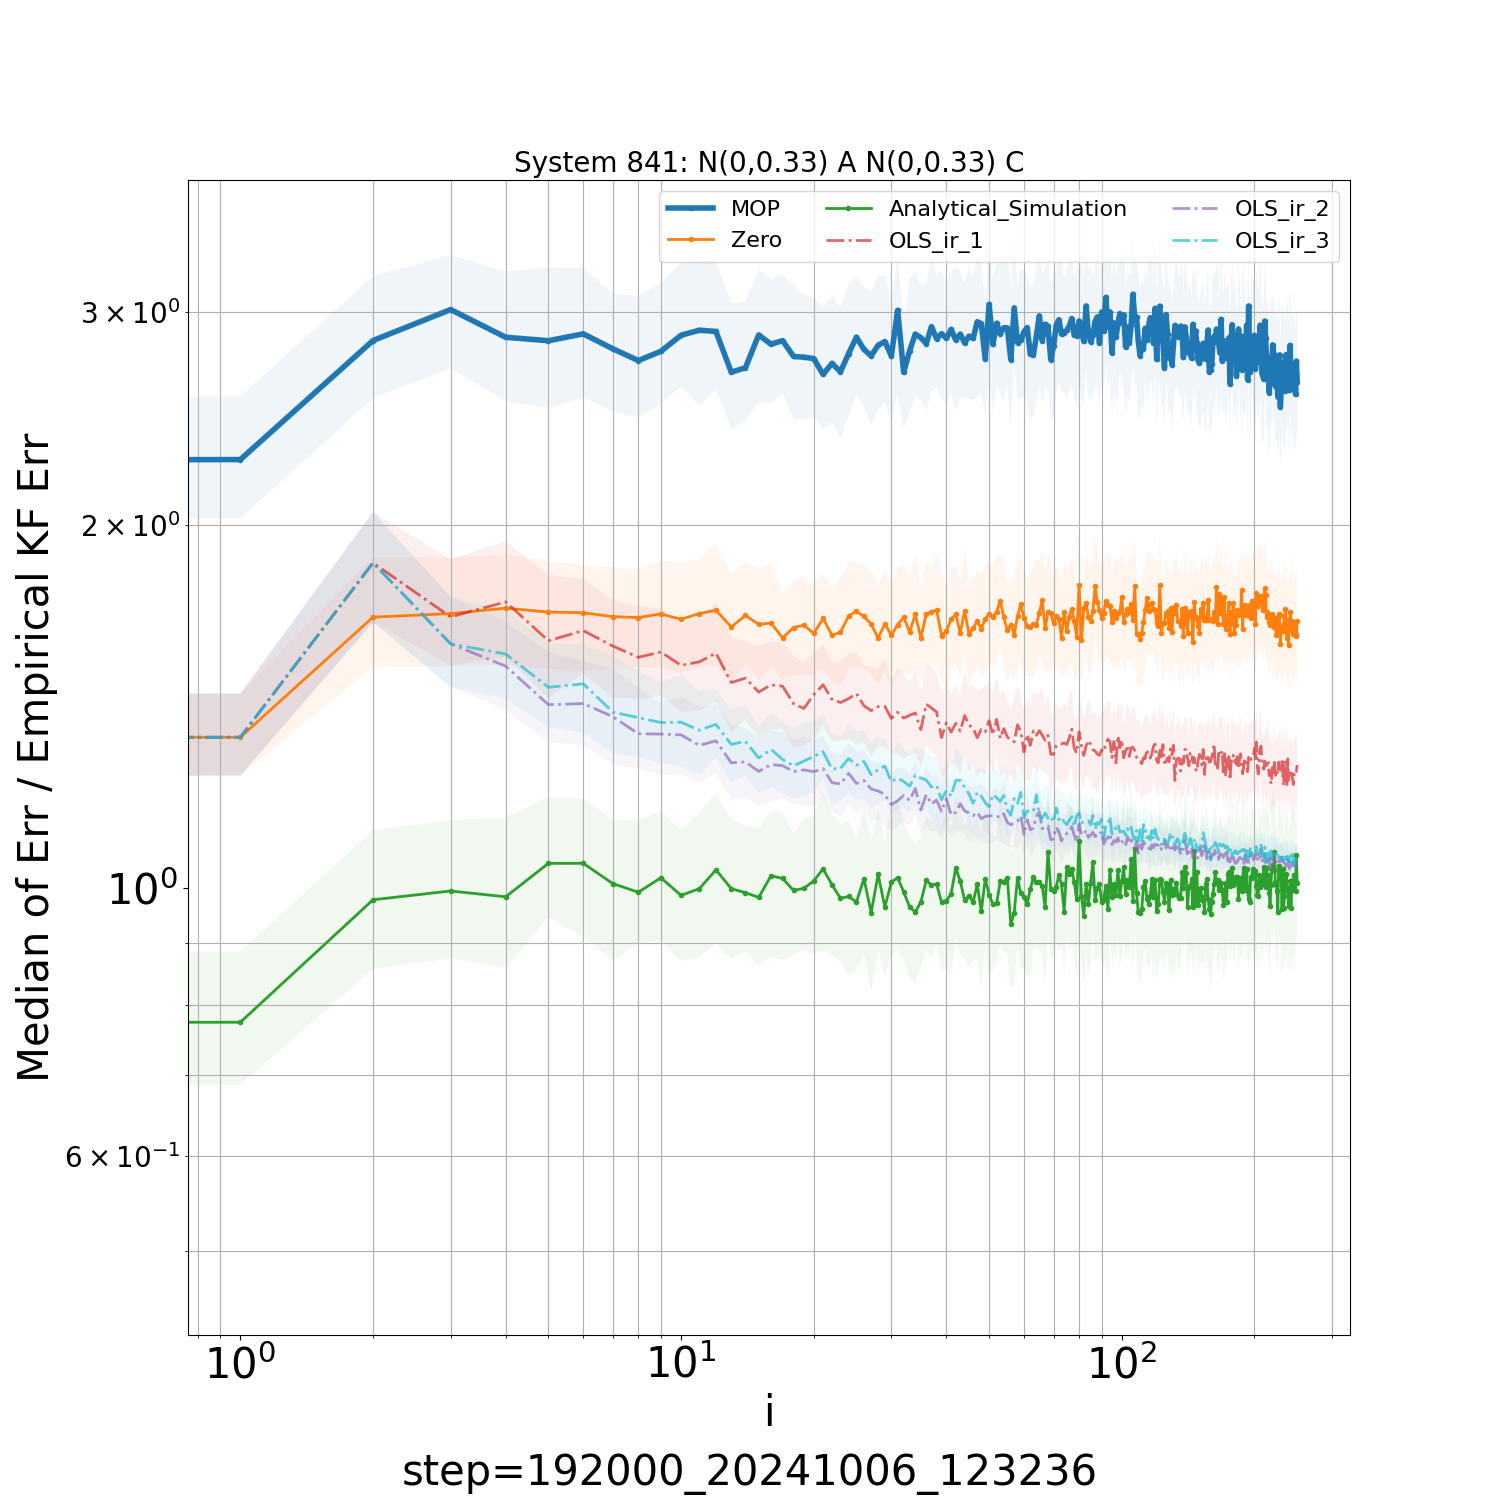 System 841: N(0,0.33) A N(0,0.33) C
MOP
Zero
Analytical_Simulation
OLS_ir_1
OLS_ir_2
OLS_ir_3
Median of Err / Empirical KF Err
3 × 10⁰
2 × 10⁰
10⁰
6 × 10⁻¹
10⁰ 10¹ 10²
i
step=192000_20241006_123236